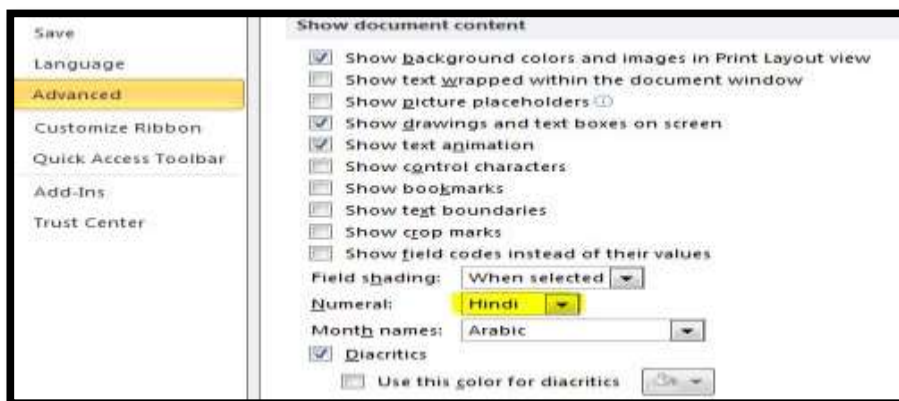 Save
Language
Advanced
Customize Ribbon
Quick Access Toolbar
Add-Ins
Trust Center
Show document content
Show background colors and images in Print Layout view
Show text wrapped within the document window
Show picture placeholders
Show drawings and text boxes on screen
Show text animation
Show control characters
Show bookmarks
Show text boundaries
Show crop marks
Show field codes instead of their values
Field shading: When selected
Numeral: Hindi
Month names: Arabic
Diacritics
Use this color for diacritics